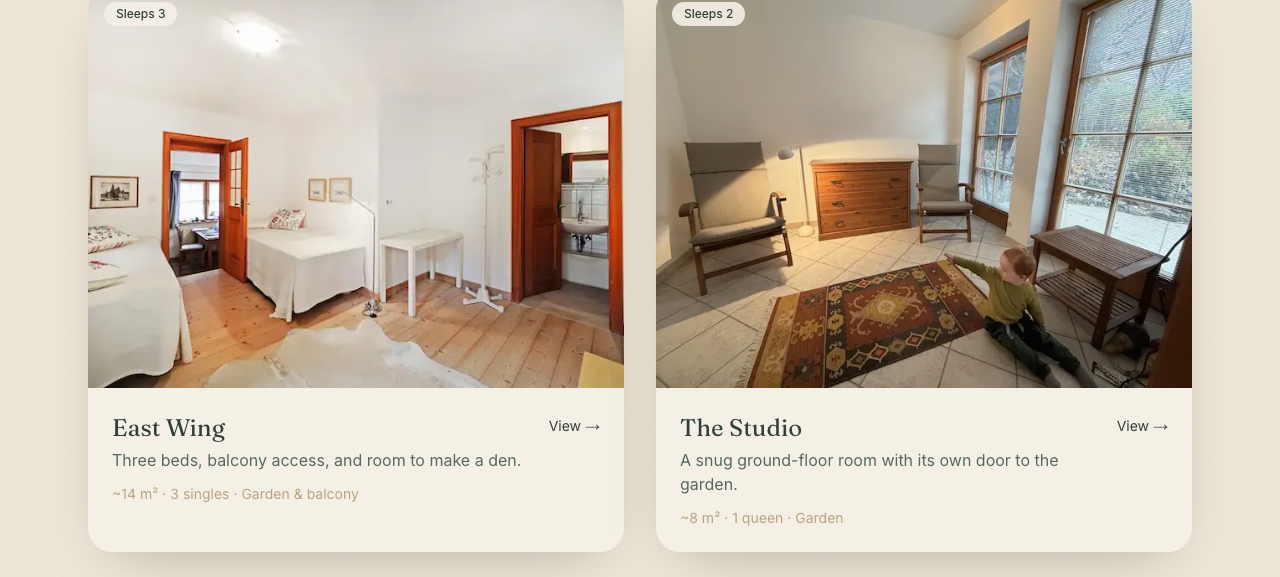 Sleeps 3
Sleeps 2
East Wing
View →
Three beds, balcony access, and room to make a den.
~14 m² · 3 singles · Garden & balcony
The Studio
View →
A snug ground-floor room with its own door to the
garden.
~8 m² · 1 queen · Garden